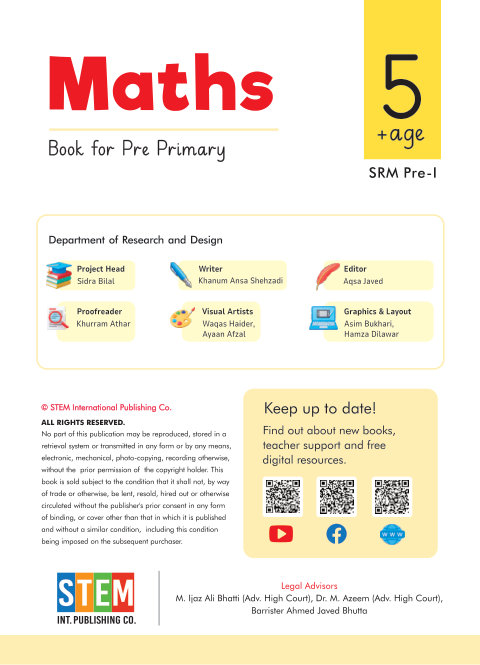 Maths
Book for Pre Primary
5
+age
SRM Pre-I
Department of Research and Design
Project Head
Sidra Bilal
Writer
Khanum Ansa Shehzadi
Editor
Aqsa Javed
Proofreader
Khurram Athar
Visual Artists
Waqas Haider,
Ayaan Afzal
Graphics & Layout
Asim Bukhari,
Hamza Dilawar
© STEM International Publishing Co.
ALL RIGHTS RESERVED.
No part of this publication may be reproduced, stored in a
retrieval system or transmitted in any form or by any means,
electronic, mechanical, photo-copying, recording otherwise,
without the prior permission of the copyright holder. This
book is sold subject to the condition that it shall not, by way
of trade or otherwise, be lent, resold, hired out or otherwise
circulated without the publisher's prior consent in any form
of binding, or cover other than that in which it is published
and without a similar condition, including this condition
being imposed on the subsequent purchaser.
Keep up to date!
Find out about new books,
teacher support and free
digital resources.
WWW
STEM
INT. PUBLISHING CO.
Legal Advisors
M. Ijaz Ali Bhatti (Adv. High Court), Dr. M. Azeem (Adv. High Court),
Barrister Ahmed Javed Bhutta